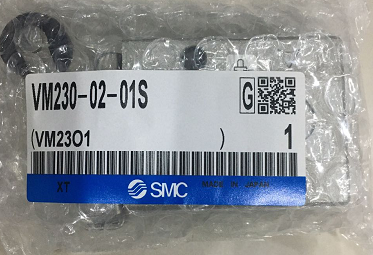 VM230-02-01S
G
(VM23O1 ) 1
XT SMC MADE IN JAPAN